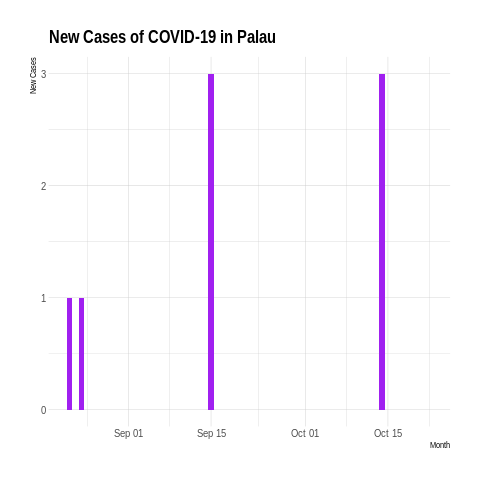 New Cases of COVID-19 in Palau
New Cases
3
2
1
0
Sep 01 Sep 15 Oct 01 Oct 15
Month